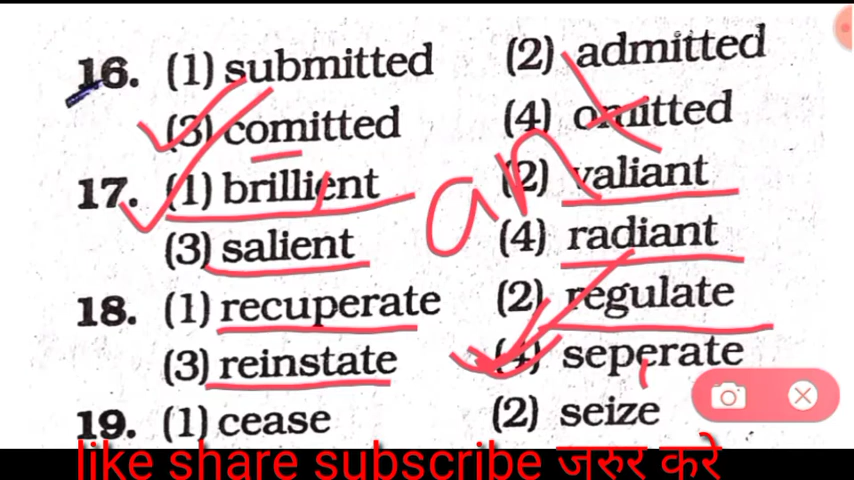 16. (1) submitted (2) admitted
(3) comitted (4) omitted
17. (1) brillient (2) valiant
an
(3) salient (4) radiant
18. (1) recuperate (2) regulate
(3) reinstate (4) seperate
19. (1) cease (2) seize
like share subscribe जरुर करे